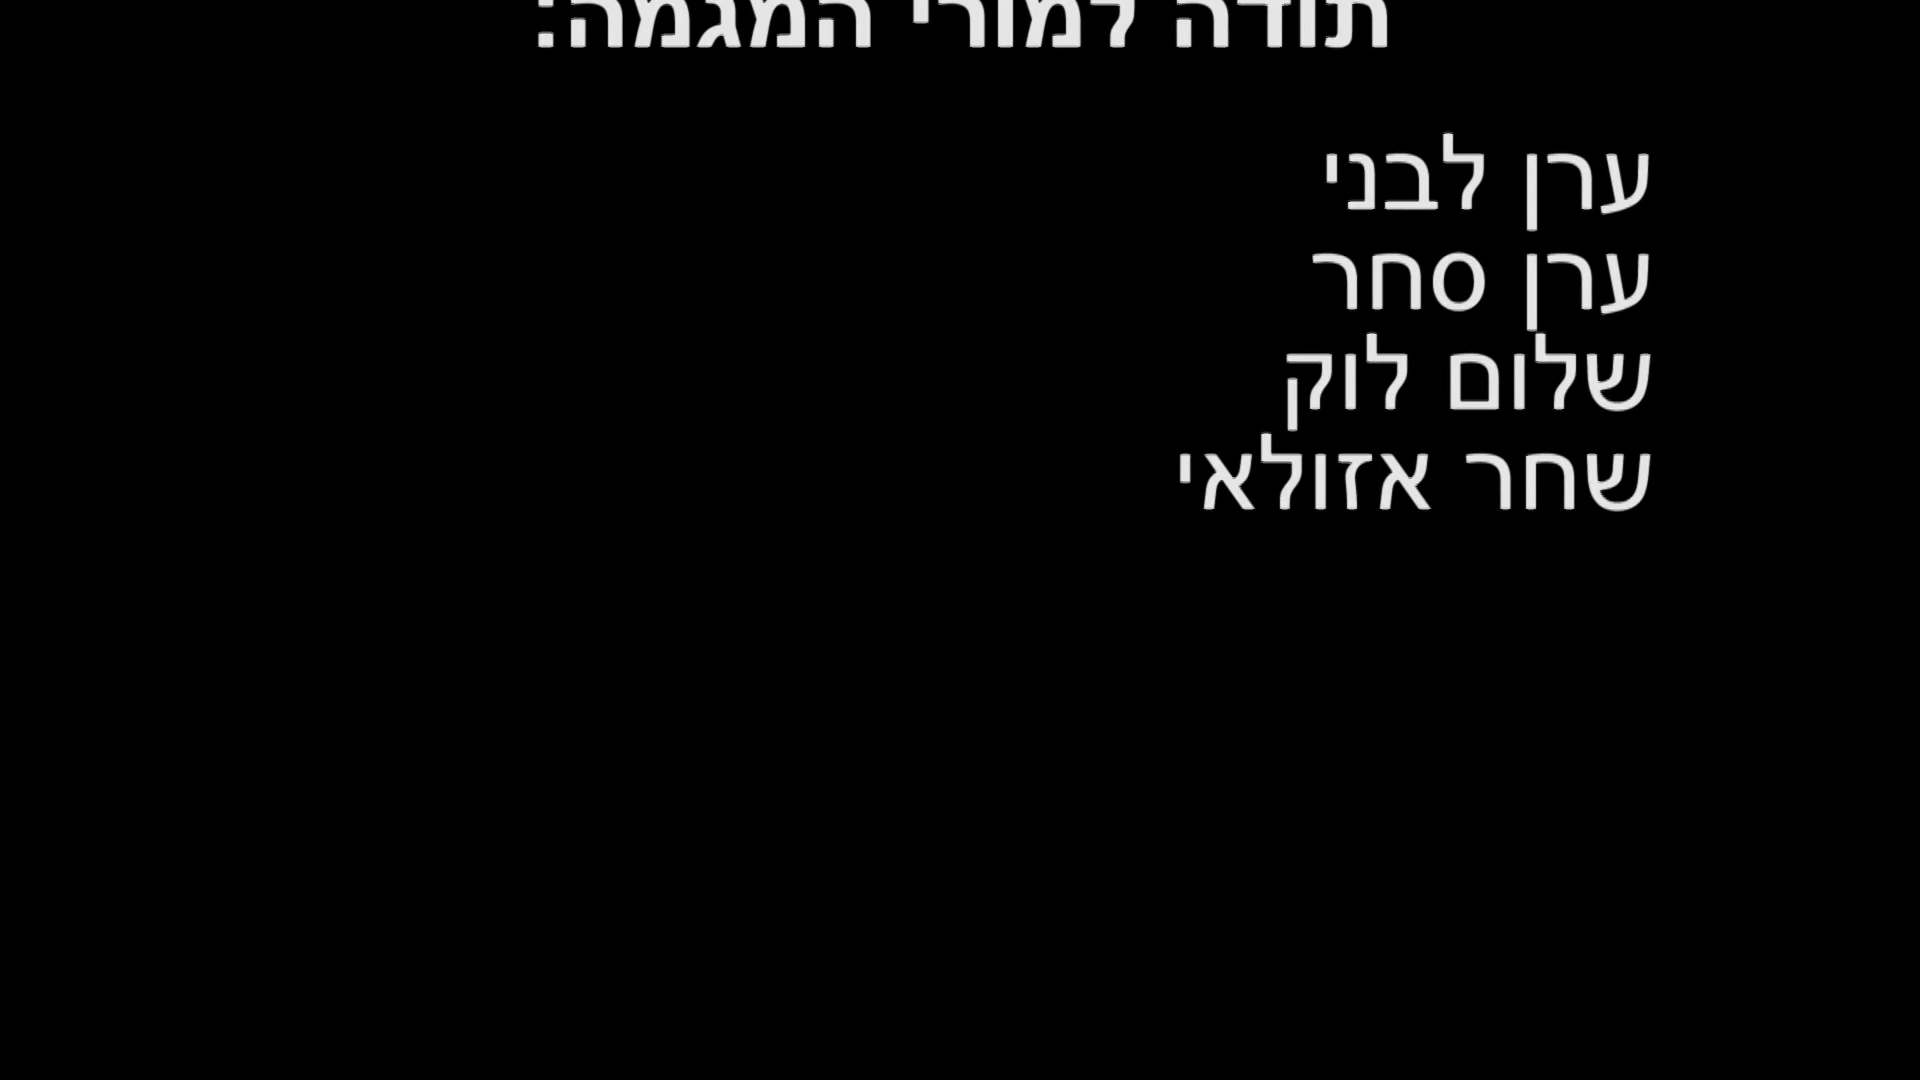 תודה למורי המגמה:
ערן לבני
ערן סחר
שלום לוק
שחר אזולאי